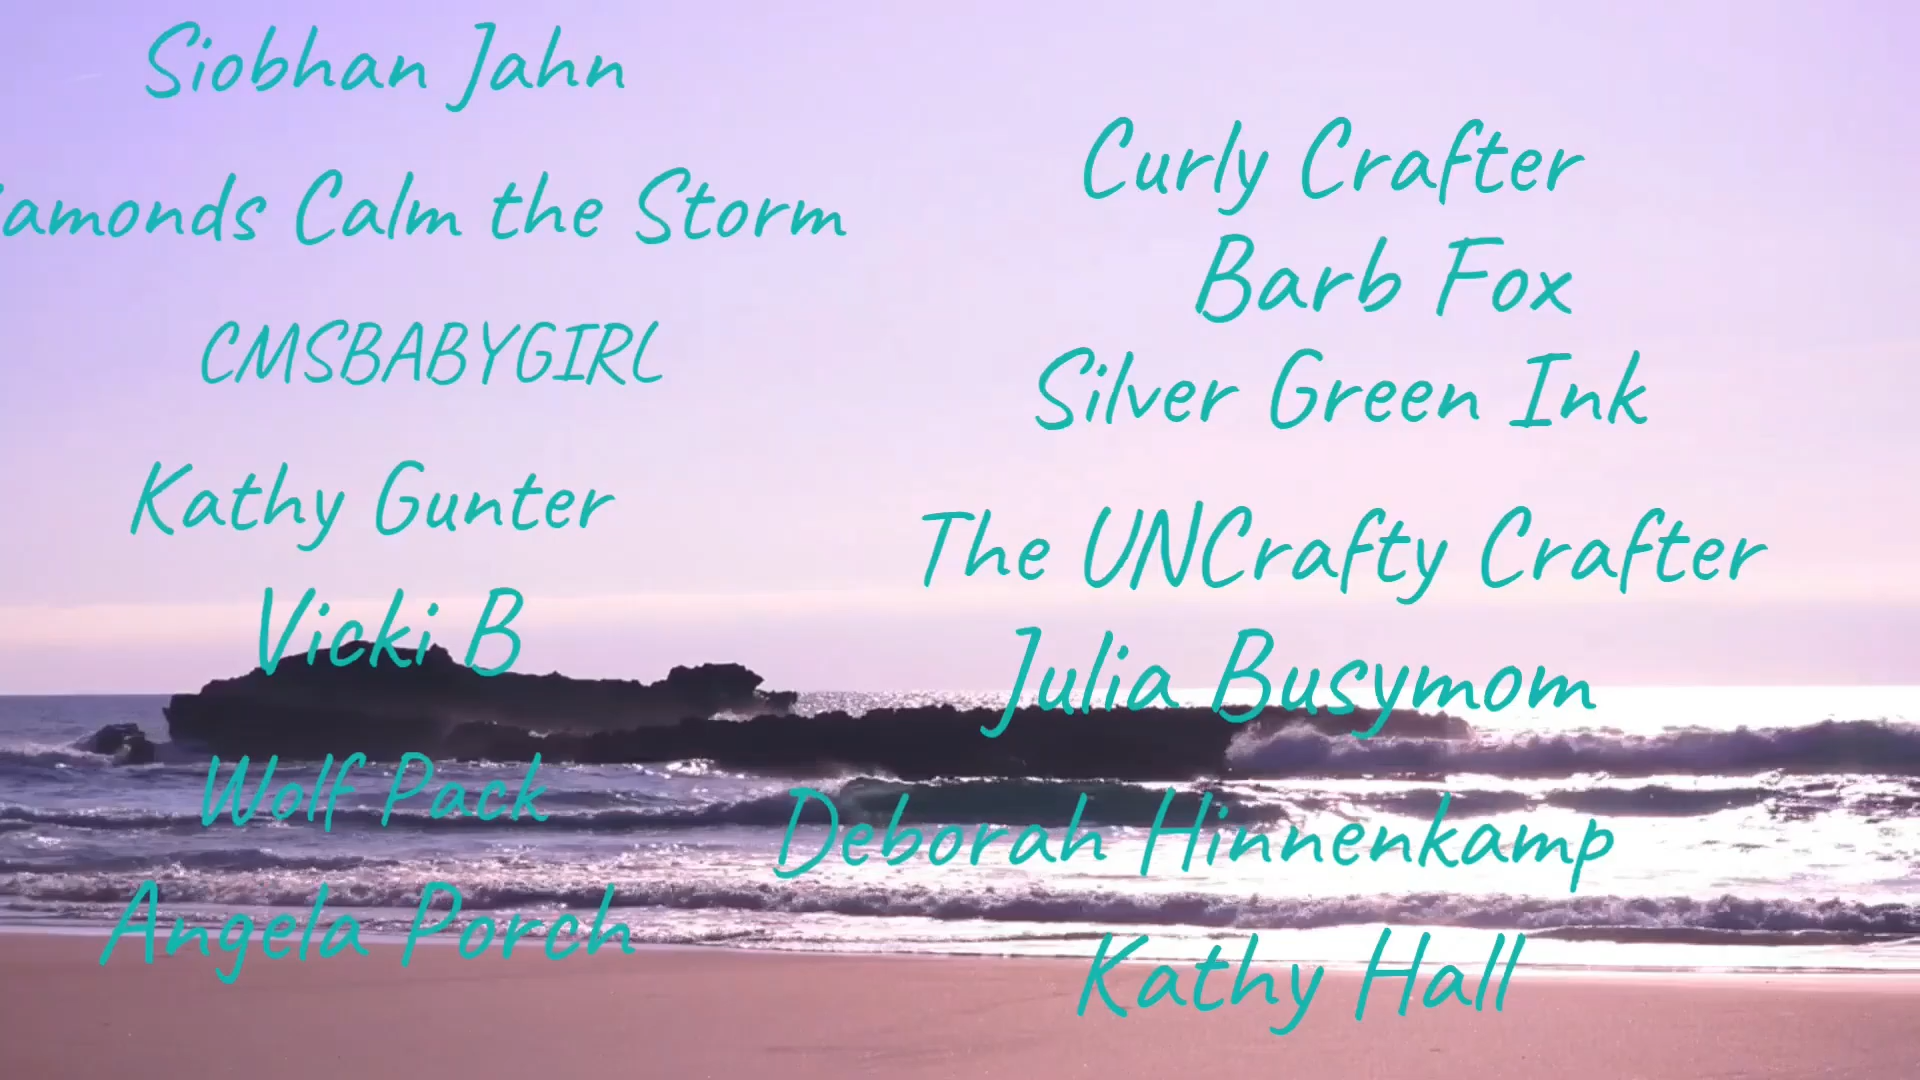 Siobhan Jahn
iamonds Calm the Storm
CMSBABYGIRL
Kathy Gunter
Vicki B
Wolf Pack
Angela Porch
Curly Crafter
Barb Fox
Silver Green Ink
The UNCrafty Crafter
Julia Busymom
Deborah Hinnenkamp
Kathy Hall